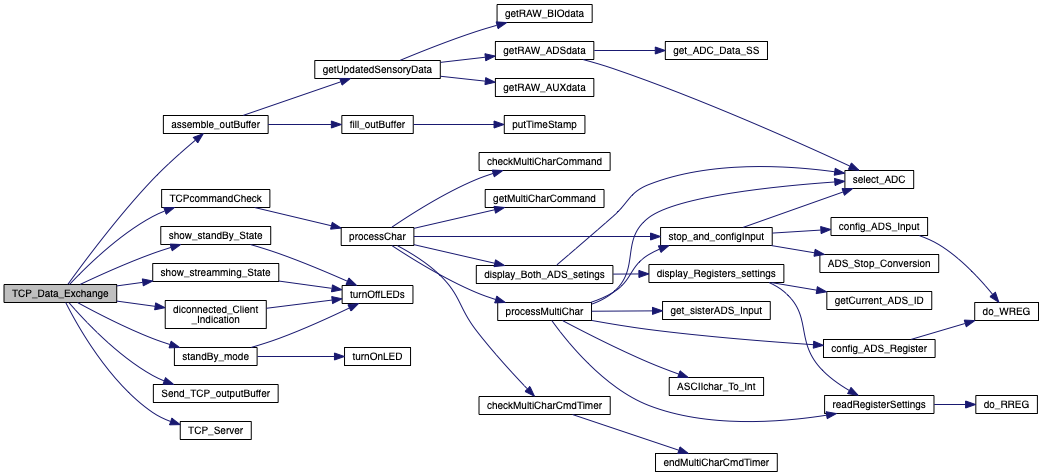 getRAW_BIOdata
getRAW_ADSdata
get_ADC_Data_SS
getUpdatedSensoryData
getRAW_AUXdata
assemble_outBuffer
fill_outBuffer
putTimeStamp
checkMultiCharCommand
select_ADC
TCPcommandCheck
getMultiCharCommand
processChar
stop_and_configInput
config_ADS_Input
show_standBy_State
ADS_Stop_Conversion
show_streamming_State
display_Both_ADS_setings
display_Registers_settings
TCP_Data_Exchange
turnOffLEDs
getCurrent_ADS_ID
diconnected_Client
_Indication
processMultiChar
get_sisterADS_Input
do_WREG
standBy_mode
turnOnLED
config_ADS_Register
Send_TCP_outputBuffer
ASCIIchar_To_Int
checkMultiCharCmdTimer
readRegisterSettings
do_RREG
TCP_Server
endMultiCharCmdTimer